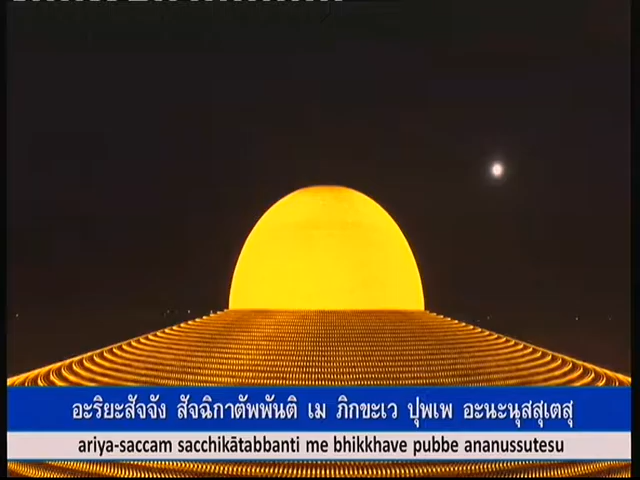 อะริยะสัจจัง สัจฉิกาตัพพันติ เม ภิกขะเว ปุพเพ อะนะนุสสุเตสุ
ariya-saccam sacchikātabbanti me bhikkhave pubbe ananussutesu